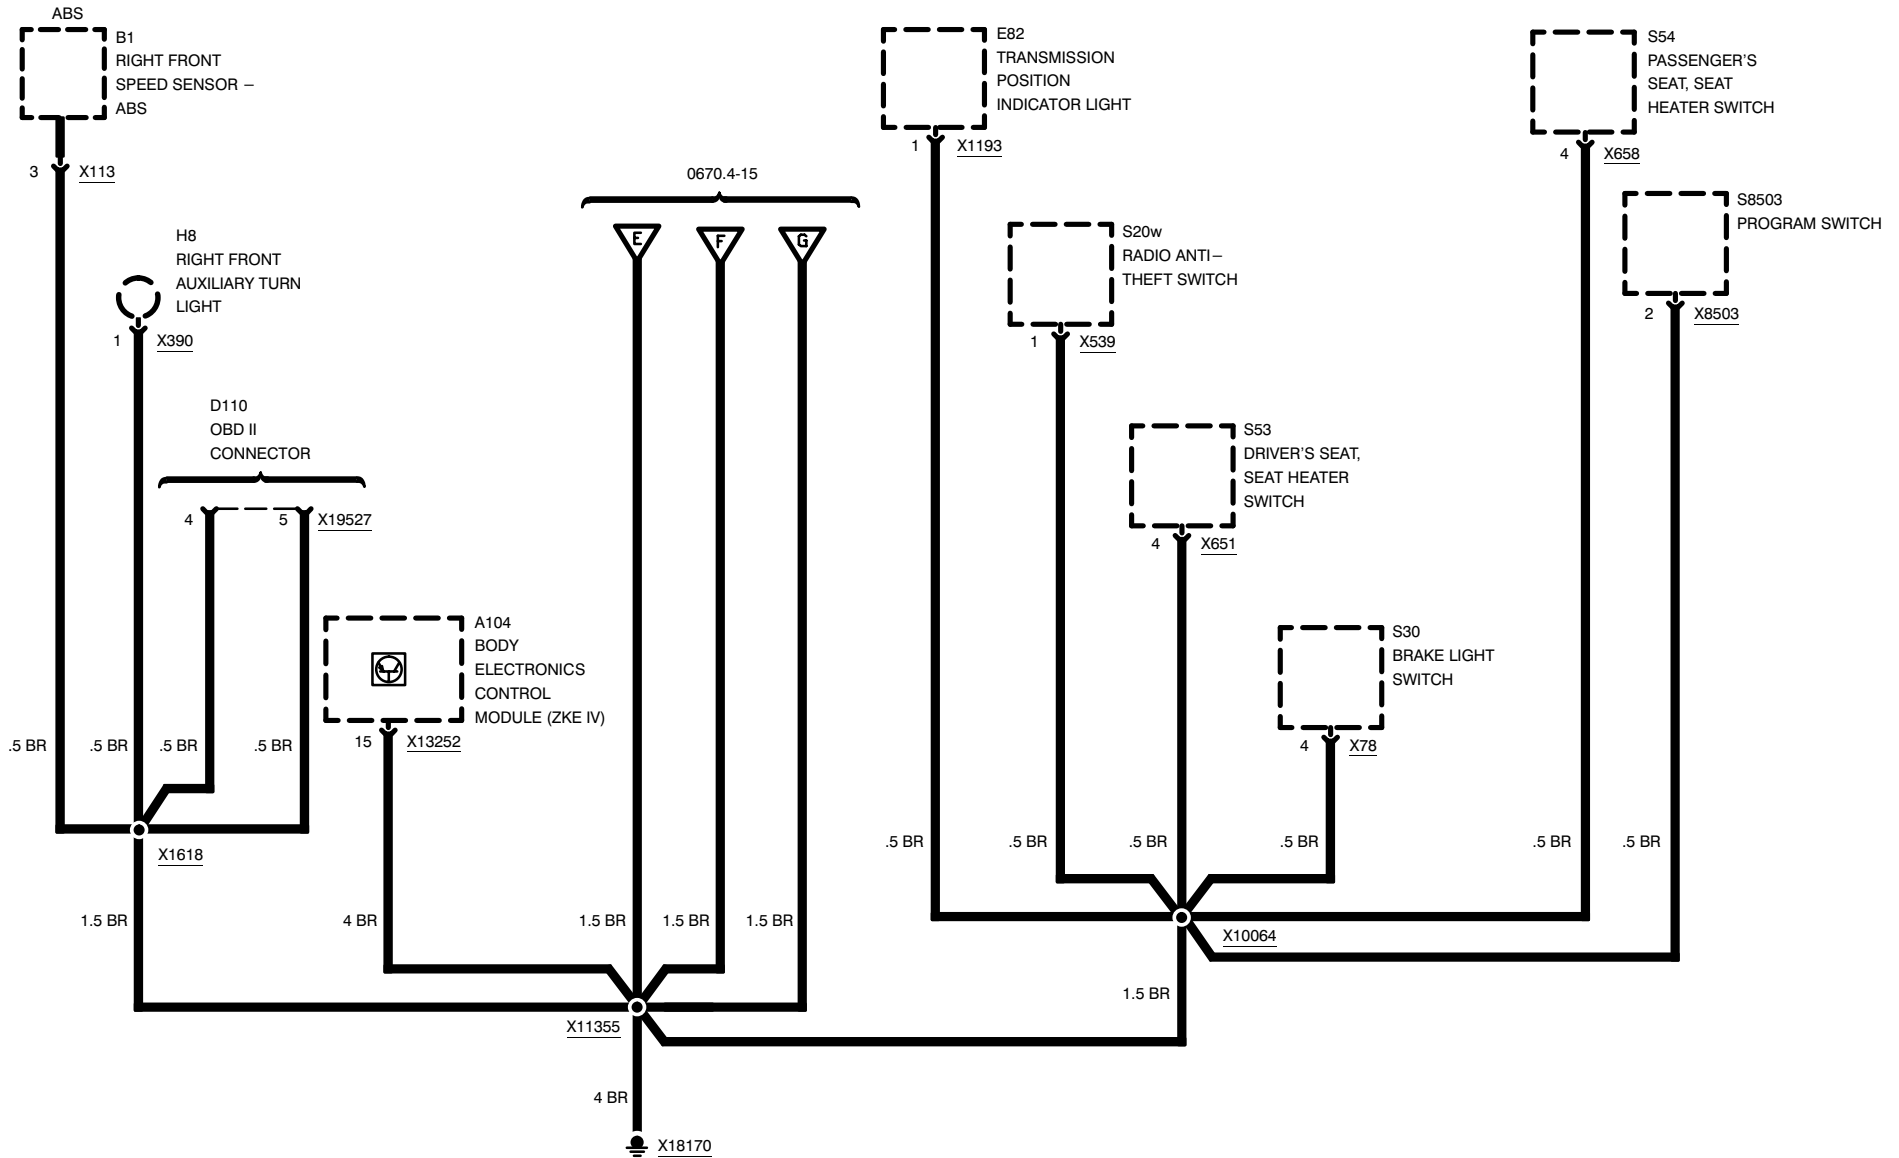 ABS
B1
RIGHT FRONT
SPEED SENSOR –
ABS
3 X113
H8
RIGHT FRONT
AUXILIARY TURN
LIGHT
1 X390
D110
OBD II
CONNECTOR
4 5 X19527
A104
BODY
ELECTRONICS
CONTROL
MODULE (ZKE IV)
15 X13252
.5 BR .5 BR .5 BR .5 BR
X1618
1.5 BR
4 BR
0670.4-15
E F G
1.5 BR 1.5 BR 1.5 BR
X11355
4 BR
X18170
E82
TRANSMISSION
POSITION
INDICATOR LIGHT
1 X1193
S20w
RADIO ANTI–
THEFT SWITCH
1 X539
S53
DRIVER'S SEAT,
SEAT HEATER
SWITCH
4 X651
S30
BRAKE LIGHT
SWITCH
4 X78
S54
PASSENGER'S
SEAT, SEAT
HEATER SWITCH
4 X658
S8503
PROGRAM SWITCH
2 X8503
.5 BR .5 BR .5 BR .5 BR .5 BR .5 BR
X10064
1.5 BR